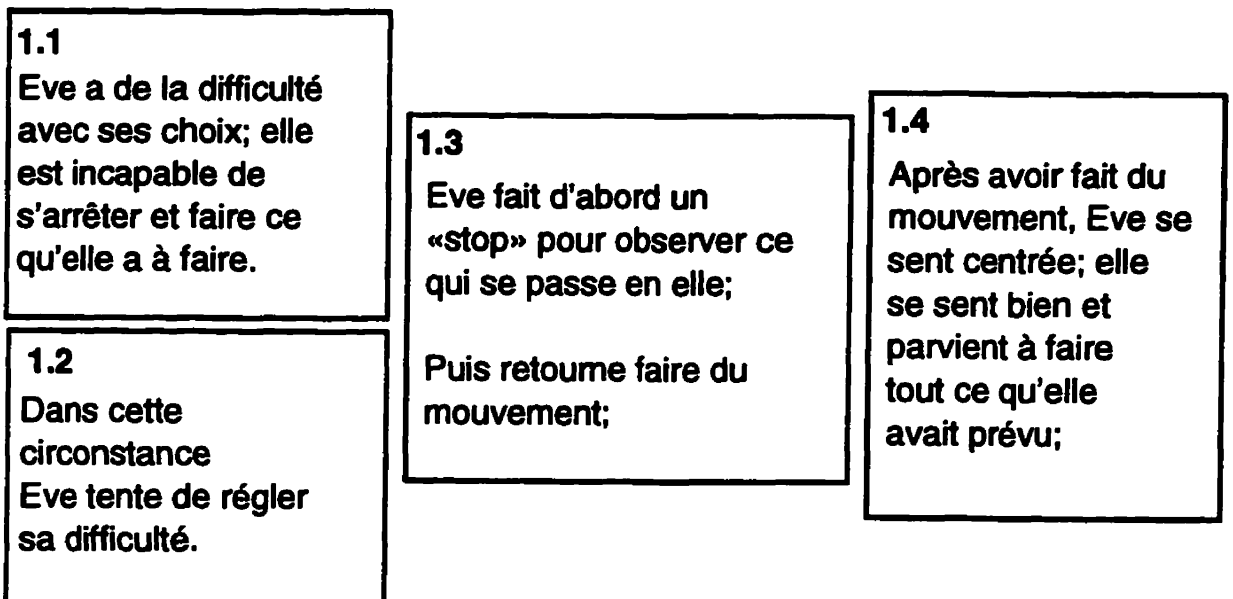 1.1
Eve a de la difficulté
avec ses choix; elle
est incapable de
s'arrêter et faire ce
qu'elle a à faire.
1.2
Dans cette
circonstance
Eve tente de régler
sa difficulté.
1.3
Eve fait d'abord un
«stop» pour observer ce
qui se passe en elle;
Puis retourne faire du
mouvement;
1.4
Après avoir fait du
mouvement, Eve se
sent centrée; elle
se sent bien et
parvient à faire
tout ce qu'elle
avait prévu;